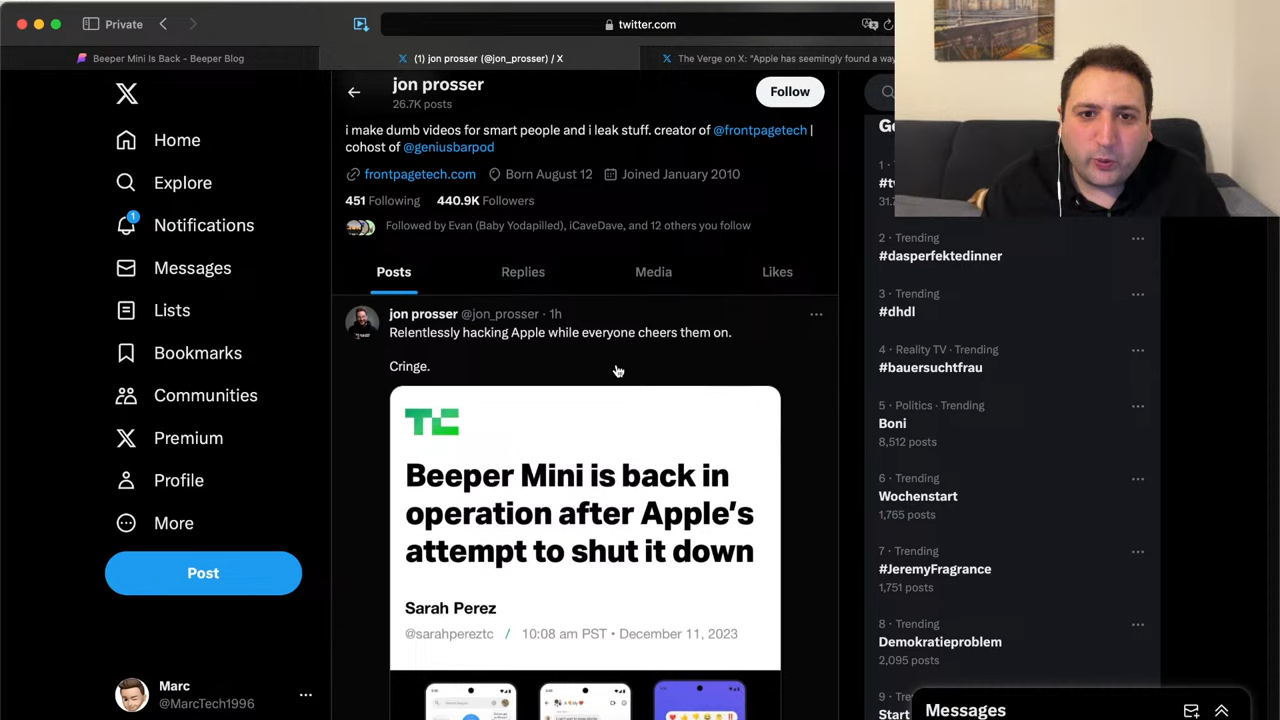 Private
twitter.com
Beeper Mini Is Back - Beeper Blog
(1) jon prosser (@jon_prosser) / X
The Verge on X: "Apple has seemingly found a way
Home
Explore
1
Notifications
Messages
Lists
Bookmarks
Communities
Premium
Profile
More
Post
Marc
@MarcTech1996
jon prosser
26.7K posts
Follow
i make dumb videos for smart people and i leak stuff. creator of @frontpagetech |
cohost of @geniusbarpod
frontpagetech.com Born August 12 Joined January 2010
451 Following 440.9K Followers
Followed by Evan (Baby Yodapilled), iCaveDave, and 12 others you follow
Posts Replies Media Likes
jon prosser @jon_prosser · 1h
Relentlessly hacking Apple while everyone cheers them on.
Cringe.
TC
Beeper Mini is back in
operation after Apple's
attempt to shut it down
Sarah Perez
@sarahpereztc / 10:08 am PST • December 11, 2023
2 · Trending
#dasperfektedinner
3 · Trending
#dhdl
4 · Reality TV · Trending
#bauersuchtfrau
5 · Politics · Trending
Boni
8,512 posts
6 · Trending
Wochenstart
1,765 posts
7 · Trending
#JeremyFragrance
1,751 posts
8 · Trending
Demokratieproblem
2,095 posts
Messages